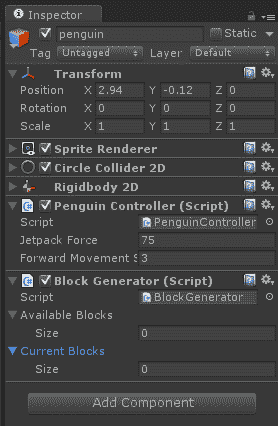 Inspector
penguin Static
Tag Untagged Layer Default
Transform
Position X 2.94 Y -0.12 Z 0
Rotation X 0 Y 0 Z 0
Scale X 1 Y 1 Z 1
Sprite Renderer
Circle Collider 2D
Rigidbody 2D
Penguin Controller (Script)
Script PenguinController
Jetpack Force 75
Forward Movement S 3
Block Generator (Script)
Script BlockGenerator
Available Blocks
Size 0
Current Blocks
Size 0
Add Component